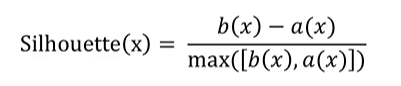 Silhouette(x) = b(x) − a(x) / max([b(x), a(x)])